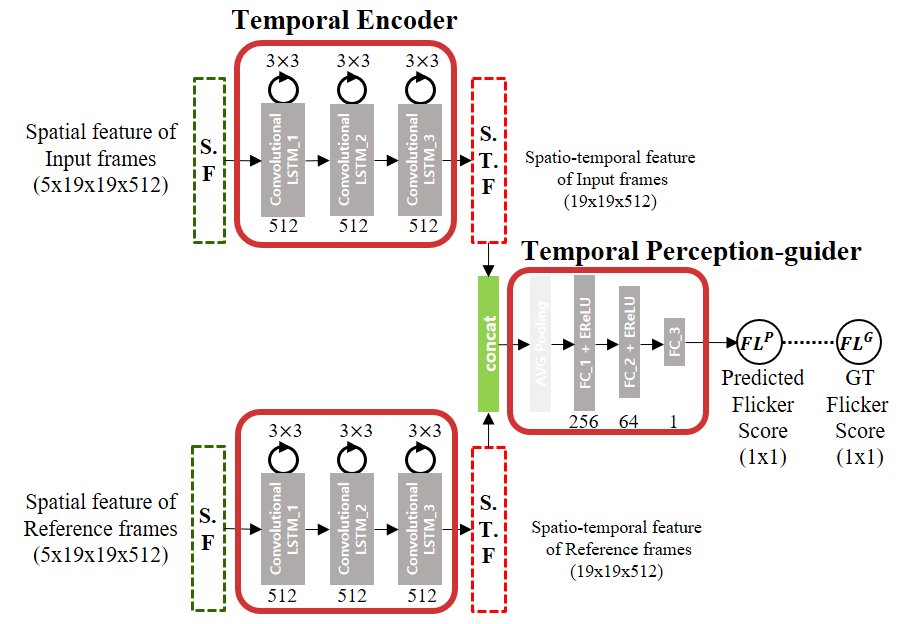 Temporal Encoder
3×3 3×3 3×3
Spatial feature of
Input frames
(5x19x19x512)
S.
F
Convolutional
LSTM_1
Convolutional
LSTM_2
Convolutional
LSTM_3
512 512 512
S.
T.
F
Spatio-temporal feature
of Input frames
(19x19x512)
Temporal Perception-guider
concat
AVG Pooling
FC_1 + EReLU
FC_2 + EReLU
FC_3
256 64 1
FL^P
FL^G
Predicted
Flicker
Score
(1x1)
GT
Flicker
Score
(1x1)
3×3 3×3 3×3
Spatial feature of
Reference frames
(5x19x19x512)
S.
F
Convolutional
LSTM_1
Convolutional
LSTM_2
Convolutional
LSTM_3
512 512 512
S.
T.
F
Spatio-temporal feature
of Reference frames
(19x19x512)